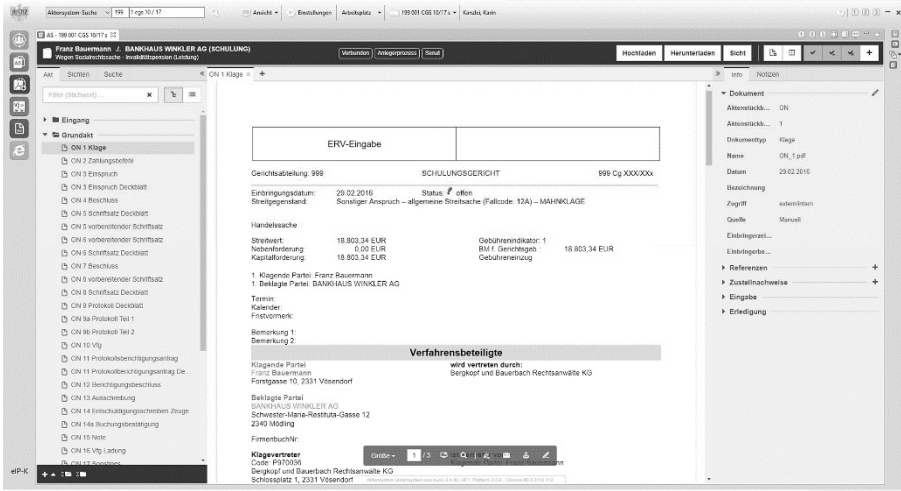 JUSTIZ
Aktensystem-Suche 199 1 cgs 10 / 17
Ansicht Einstellungen Arbeitsplatz 199 001 CGS 10/17 s Kanzlei, Karin
AS - 199 001 CGS 10/17 s
Franz Bauermann ./. BANKHAUS WINKLER AG (SCHULUNG)
Wegen Sozialrechtssache - Invaliditätspension (Leistung)
Verbunden Anlegerprozess Senat
Hochladen Herunterladen Sicht
Akt Sichten Suche
Filter (Stichwort) ...
Eingang
Grundakt
ON 1 Klage
ON 2 Zahlungsbefehl
ON 3 Einspruch
ON 3 Einspruch Deckblatt
ON 4 Beschluss
ON 5 Schriftsatz Deckblatt
ON 5 vorbereitender Schriftsatz
ON 6 vorbereitender Schriftsatz
ON 6 Schriftsatz Deckblatt
ON 7 Beschluss
ON 8 vorbereitender Schriftsatz
ON 8 Schriftsatz Deckblatt
ON 9 Protokoll Deckblatt
ON 9a Protokoll Teil 1
ON 9b Protokoll Teil 2
ON 10 Vfg
ON 11 Protokollsberichtigungsantrag
ON 11 Protokollberichtigungsantrag De...
ON 12 Berichtigungsbeschluss
ON 13 Ausschreibung
ON 14 Entschuldigungsschreiben Zeuge
ON 14a Buchungsbestätigung
ON 15 Note
ON 16 Vfg Ladung
ON 17 Sonstiges
eIP-K
ON 1 Klage
ERV-Eingabe
Gerichtsabteilung: 999 SCHULUNGSGERICHT 999 Cg XXX/XXx
Einbringungsdatum: 29.02.2016 Status: offen
Streitgegenstand: Sonstiger Anspruch – allgemeine Streitsache (Fallcode: 12A) – MAHNKLAGE
Handelssache
Streitwert: 18.803,34 EUR Gebührenindikator: 1
Nebenforderung: 0,00 EUR BM f. Gerichtsgeb.: 18.803,34 EUR
Kapitalforderung: 18.803,34 EUR Gebühreneinzug
1. Klagende Partei: Franz Bauermann
1. Beklagte Partei: BANKHAUS WINKLER AG
Termin:
Kalender:
Fristvormerk:
Bemerkung 1:
Bemerkung 2:
Verfahrensbeteiligte
Klagende Partei wird vertreten durch:
Franz Bauermann Bergkopf und Bauerbach Rechtsanwälte KG
Forstgasse 10, 2331 Vösendorf
Beklagte Partei
BANKHAUS WINKLER AG
Schwester-Maria-Restituta-Gasse 12
2340 Mödling
FirmenbuchNr:
Klagevertreter
Code: P970036 Klagende Partei: Franz Bauermann
Bergkopf und Bauerbach Rechtsanwälte KG
Schlossplatz 1, 2331 Vösendorf
Größe 1 / 3
Info Notizen
Dokument
Aktenstückb... ON
Aktenstückb... 1
Dokumenttyp Klage
Name ON_1.pdf
Datum 29.02.2016
Bezeichnung
Zugriff extern/intern
Quelle Manuell
Einbringerzei...
Einbringerbe...
Referenzen
Zustellnachweise
Eingabe
Erledigung